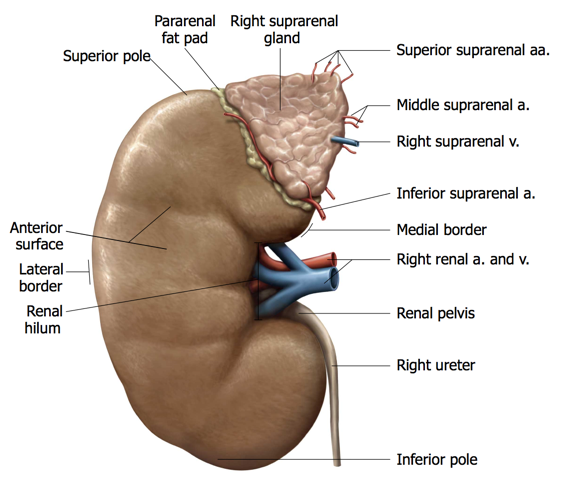 Pararenal
fat pad
Right suprarenal
gland
Superior pole
Superior suprarenal aa.
Middle suprarenal a.
Right suprarenal v.
Inferior suprarenal a.
Medial border
Anterior
surface
Right renal a. and v.
Lateral
border
Renal
hilum
Renal pelvis
Right ureter
Inferior pole